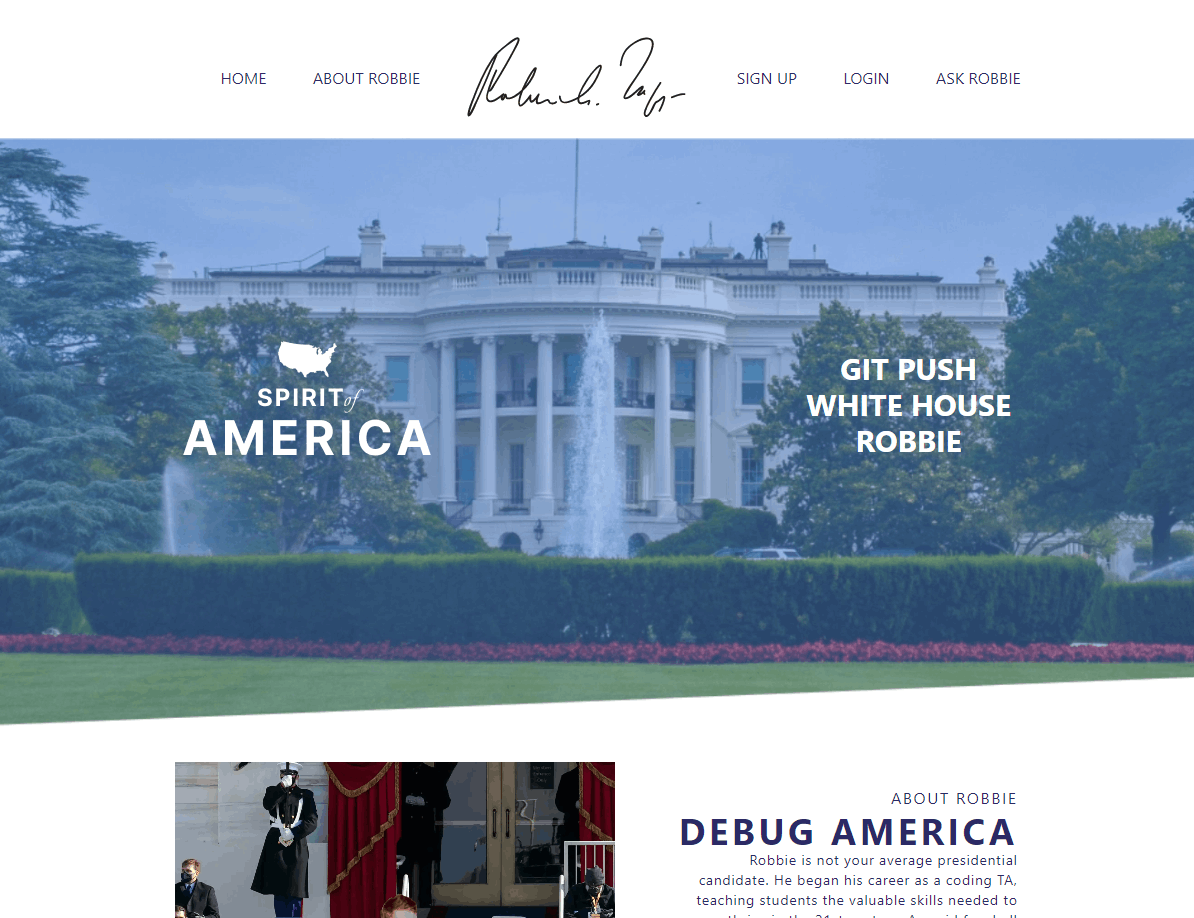 HOME
ABOUT ROBBIE
SIGN UP
LOGIN
ASK ROBBIE
SPIRIT of
AMERICA
GIT PUSH
WHITE HOUSE
ROBBIE
ABOUT ROBBIE
DEBUG AMERICA
Robbie is not your average presidential
candidate. He began his career as a coding TA,
teaching students the valuable skills needed to